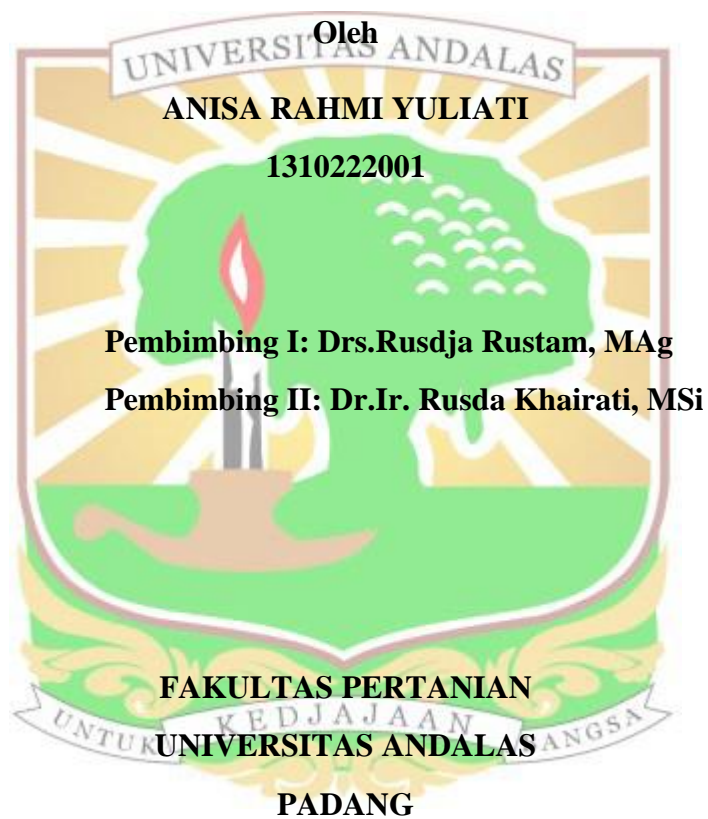 Oleh
UNIVERSITAS ANDALAS
ANISA RAHMI YULIATI
1310222001
Pembimbing I: Drs.Rusdja Rustam, MAg
Pembimbing II: Dr.Ir. Rusda Khairati, MSi
FAKULTAS PERTANIAN
UNTUK KEDJAJAAN BANGSA
UNIVERSITAS ANDALAS
PADANG